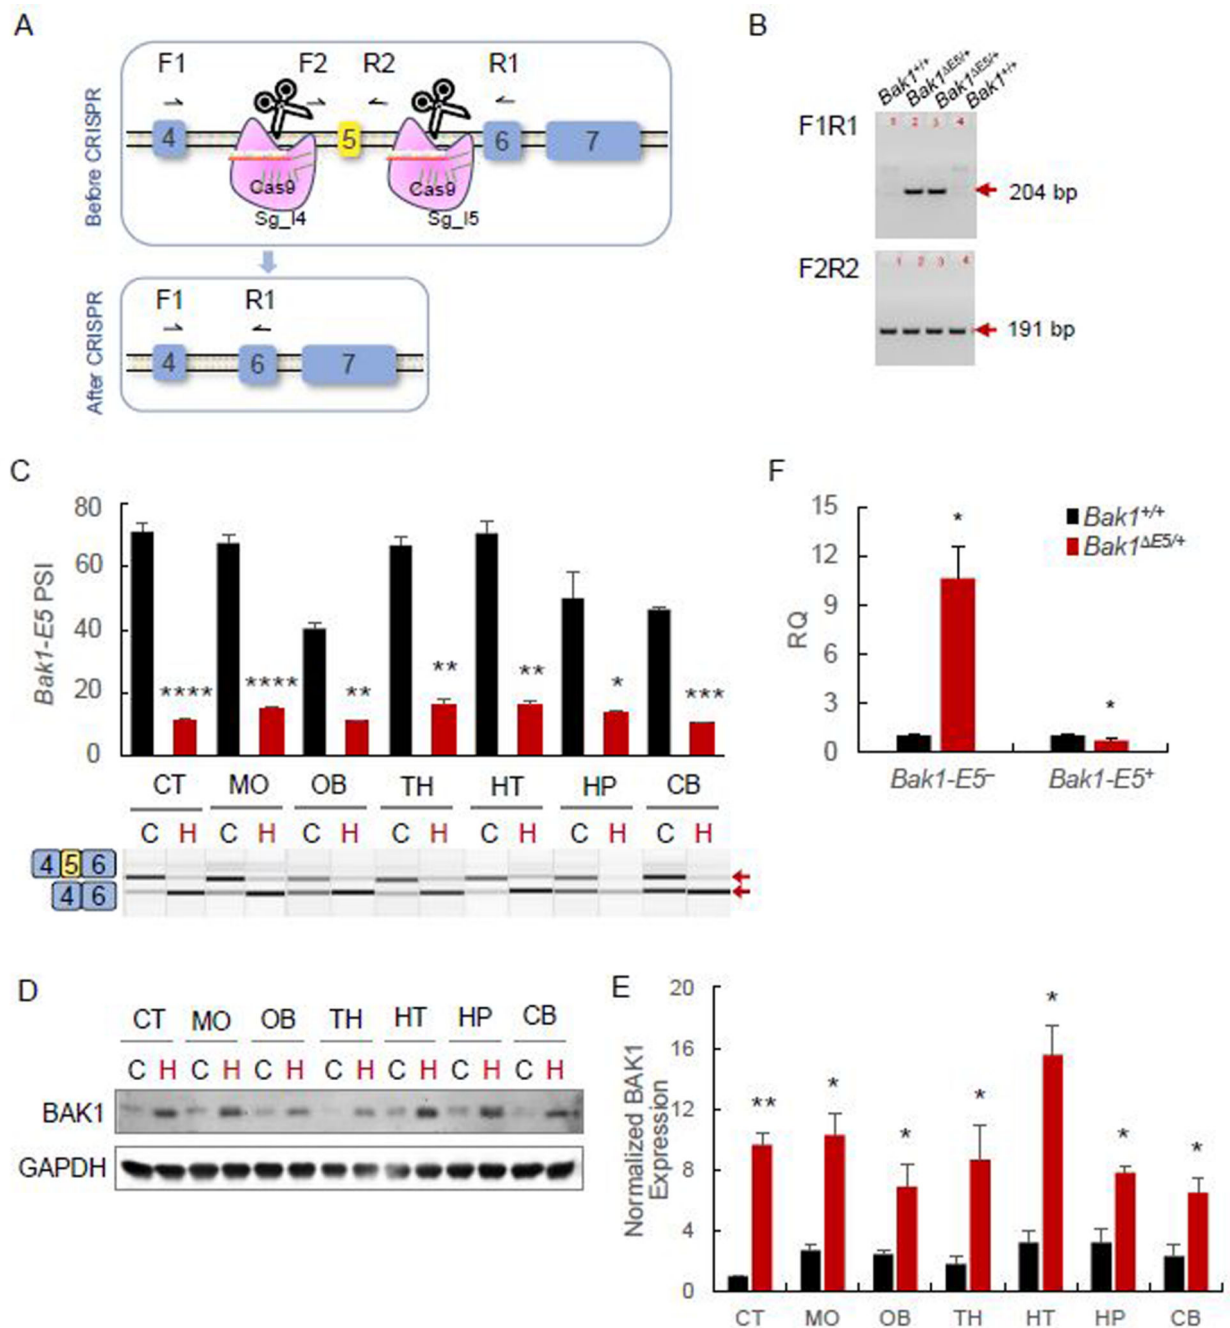 A
Before CRISPR
F1 F2 R2 R1
4 5 6 7
Cas9 Cas9
Sg_I4 Sg_I5
After CRISPR
F1 R1
4 6 7
B
Bak1+/+ Bak1ΔE5/+ Bak1ΔE5/+ Bak1+/+
F1R1
1 2 3 4
204 bp
F2R2
1 2 3 4
191 bp
C
Bak1-E5 PSI
80
60
40
20
0
**** **** ** ** ** * ***
CT MO OB TH HT HP CB
C H C H C H C H C H C H C H
4 5 6
4 6
F
RQ
15
12
9
6
3
0
* *
Bak1+/+
Bak1ΔE5/+
Bak1-E5– Bak1-E5+
D
CT MO OB TH HT HP CB
C H C H C H C H C H C H C H
BAK1
GAPDH
E
Normalized BAK1
Expression
20
16
12
8
4
0
** * * * * * *
CT MO OB TH HT HP CB